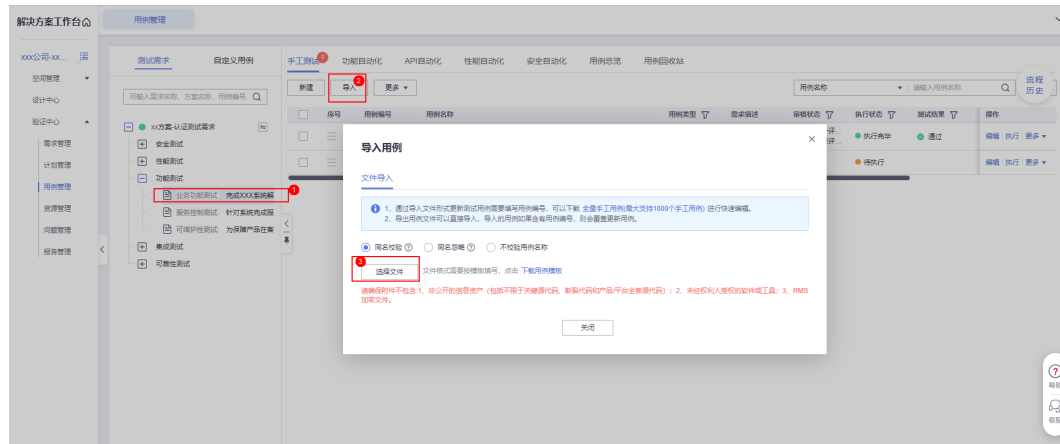 解决方案工作台
用例管理
xxx公司-xx...
空间管理
设计中心
验证中心
需求管理
计划管理
用例管理
资源管理
问题管理
报告管理
测试需求
自定义用例
可输入需求名称、方案名称、用例编号
xx方案-认证测试需求
安全测试
性能测试
功能测试
业务功能测试 完成XXX系统解
1
服务控制测试 针对系统完成服
可维护性测试 为保障产品在客
集成测试
可靠性测试
手工测试
功能自动化
API自动化
性能自动化
安全自动化
用例总览
用例回收站
新建
导入
2
更多
用例名称
请输入用例名称
流程
历史
序号
用例编号
用例名称
用例类型
需求描述
审核状态
执行状态
测试结果
操作
执行完毕
通过
编辑 执行 更多
待执行
编辑 执行 更多
导入用例
文件导入
1、通过导入文件形式更新测试用例需要填写用例编号，可以下载 全量手工用例(最大支持1000个手工用例) 进行快速编辑。
2、导出用例文件可以直接导入，导入的用例如果含有用例编号，则会覆盖更新用例。
同名校验
同名忽略
不校验用例名称
3
选择文件
文件格式需要按模板填写，点击 下载用例模板
请确保附件不包含:1、非公开的信息资产（包括不限于关键源代码、断裂代码和产品/平台全套源代码）; 2、未经权利人授权的软件或工具; 3、RMS
加密文件。
关闭
客服